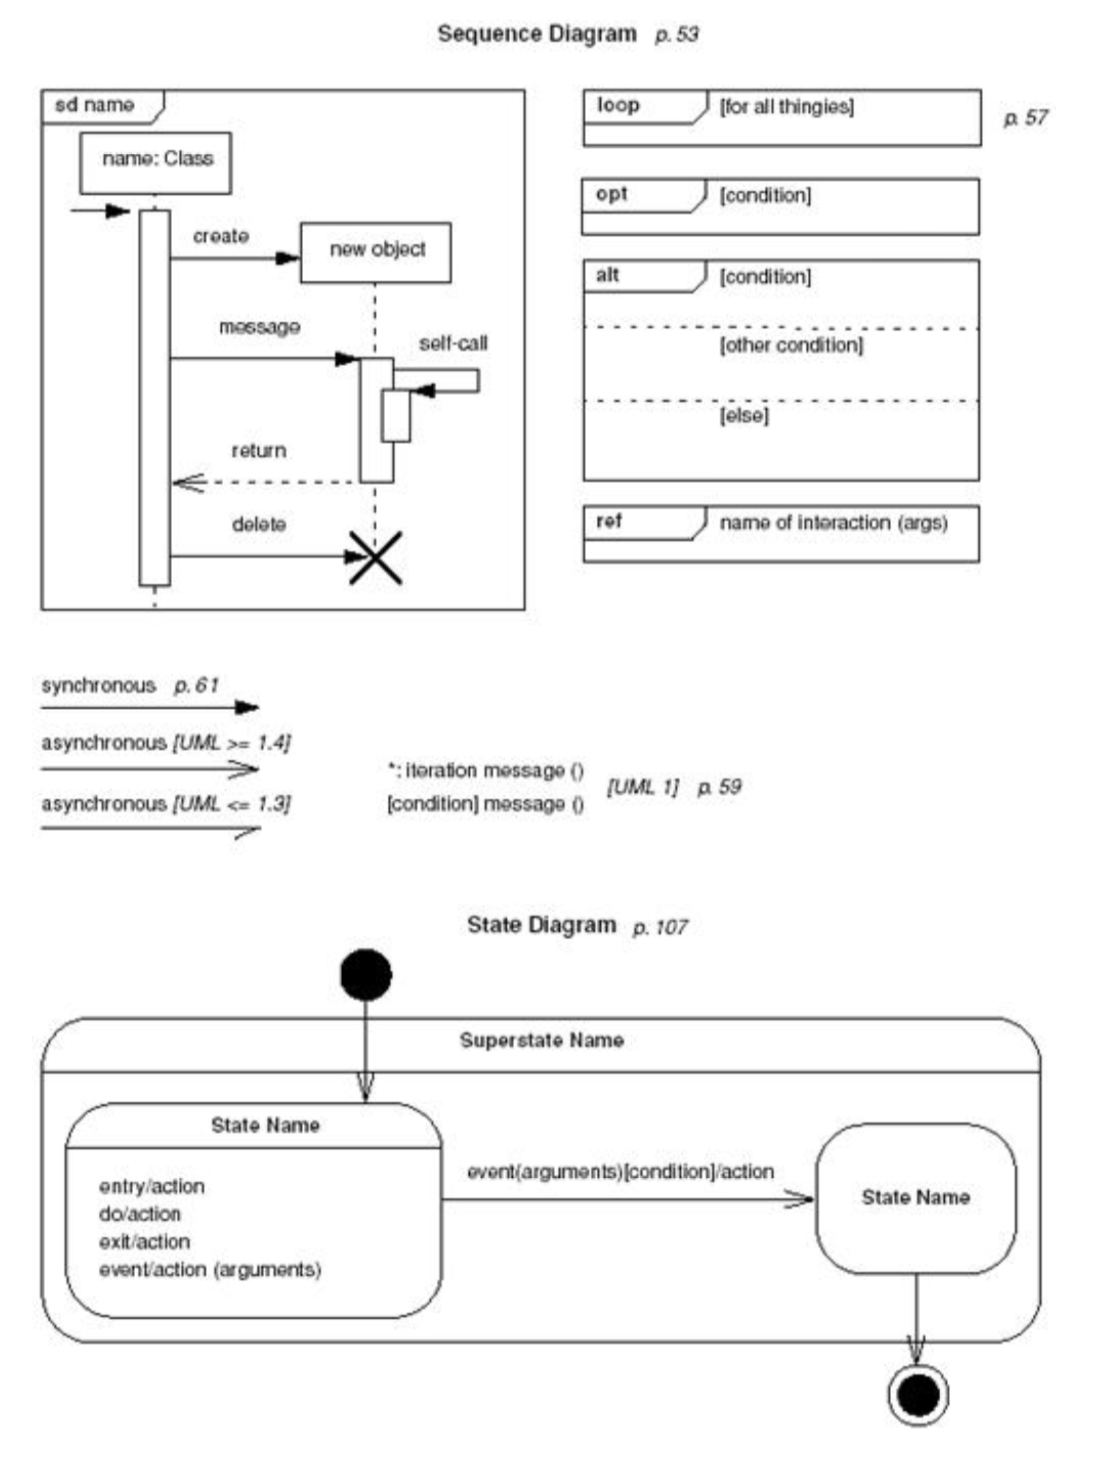 Sequence Diagram p. 53
sd name
name: Class
create
new object
message
self-call
return
delete
loop [for all thingies]
p. 57
opt [condition]
alt [condition]
[other condition]
[else]
ref name of interaction (args)
synchronous p. 61
asynchronous [UML >= 1.4]
asynchronous [UML <= 1.3]
*: iteration message ()
[condition] message ()
[UML 1] p. 59
State Diagram p. 107
Superstate Name
State Name
entry/action
do/action
exit/action
event/action (arguments)
event(arguments)[condition]/action
State Name